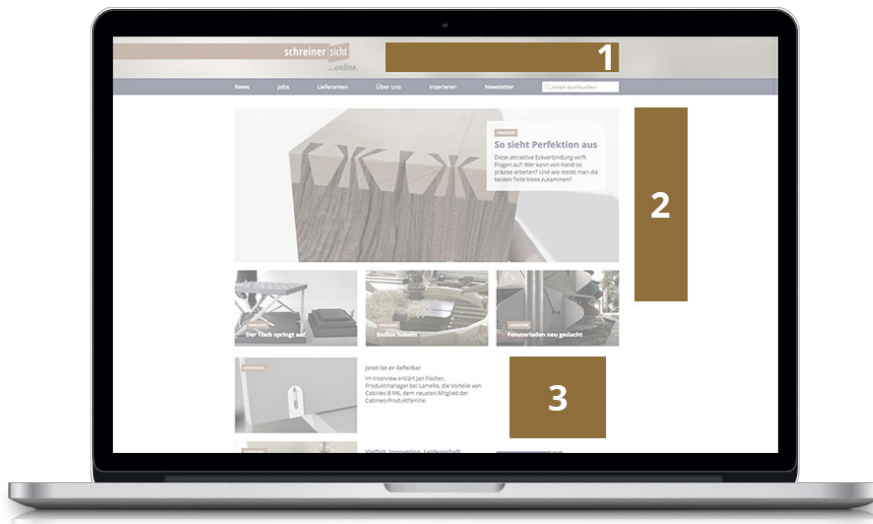 schreiner sicht
...online.
1
News Jobs Lieferanten Über uns Inserieren Newsletter Inhalt durchsuchen
So sieht Perfektion aus
Diese attraktive Eckverbindung wirft
Fragen auf: Wer kann von Hand so
präzise arbeiten? Und wie steckt man die
beiden Teile bloss zusammen?
2
Der Tisch springt auf
Endlos hobeln
Fensterladen neu gedacht
Jetzt ist er lieferbar
Im Interview erklärt Jan Fischer,
Produktmanager bei Lamello, die Vorteile von
Cabineo 8 M6, dem neusten Mitglied der
Cabineo-Produktfamilie.
3
Vielfalt, Innovation, Leidenschaft